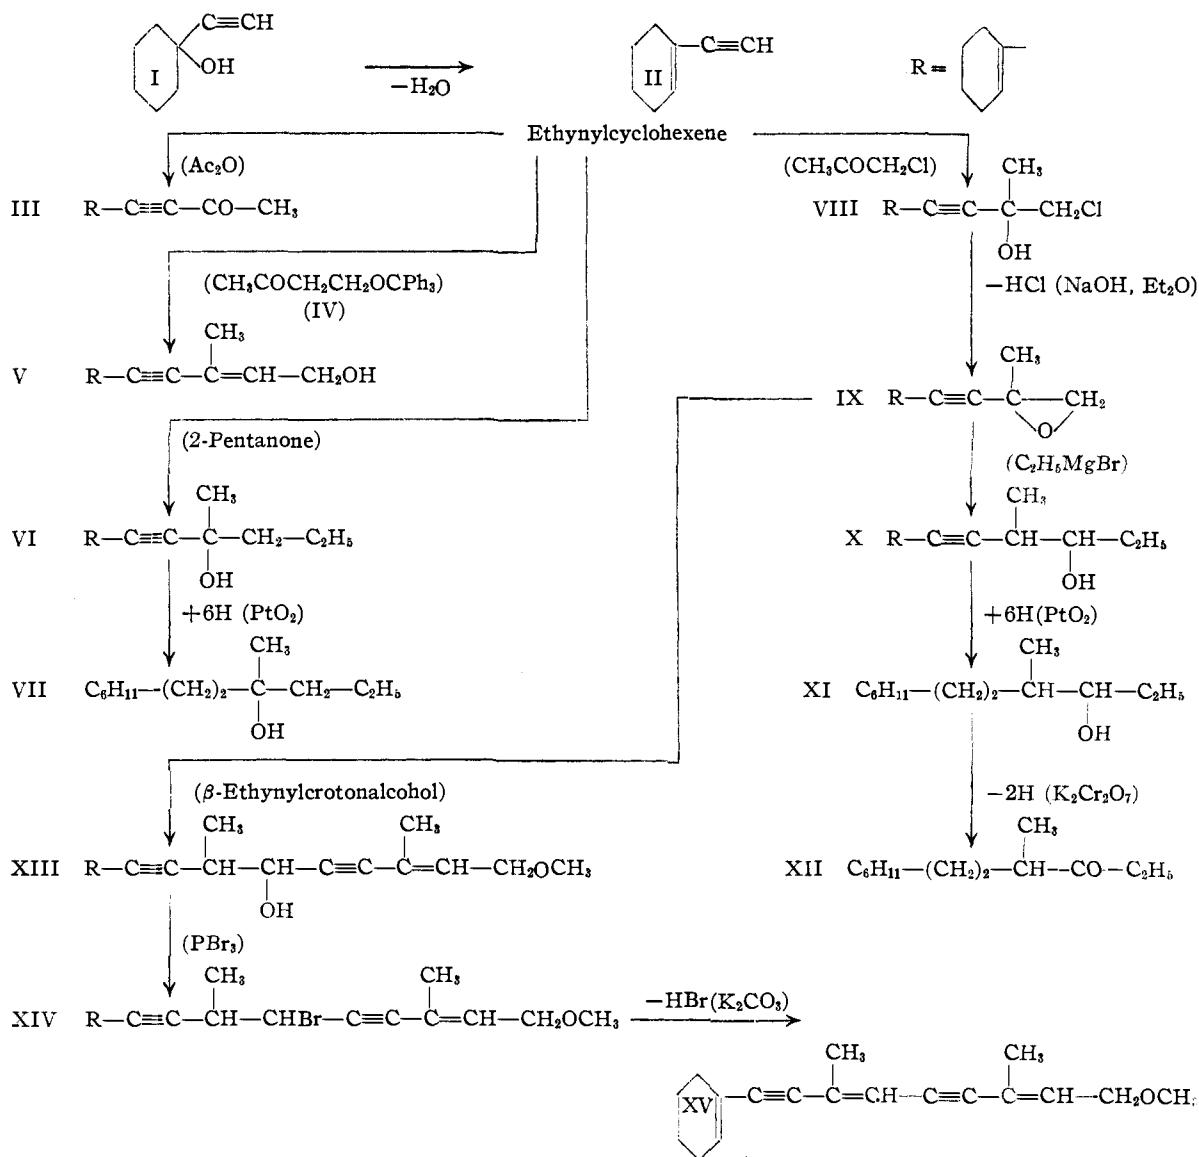 C≡CH
OH
I
−H₂O
C≡CH
II
R =
Ethynylcyclohexene
(Ac₂O)
III R—C≡C—CO—CH₃
(CH₃COCH₂Cl)
CH₃
VIII R—C≡C—C—CH₂Cl
OH
(CH₃COCH₂CH₂OCPh₃)
(IV)
−HCl (NaOH, Et₂O)
CH₃
V R—C≡C—C=CH—CH₂OH
CH₃
IX R—C≡C—C—CH₂
O
(2-Pentanone)
(C₂H₅MgBr)
CH₃
VI R—C≡C—C—CH₂—C₂H₅
OH
CH₃
X R—C≡C—CH—CH—C₂H₅
OH
+6H (PtO₂)
+6H(PtO₂)
CH₃
VII C₆H₁₁—(CH₂)₂—C—CH₂—C₂H₅
OH
CH₃
XI C₆H₁₁—(CH₂)₂—CH—CH—C₂H₅
OH
(β-Ethynylcrotonalcohol)
−2H (K₂Cr₂O₇)
CH₃ CH₃
XIII R—C≡C—CH—CH—C≡C—C=CH—CH₂OCH₃
OH
CH₃
XII C₆H₁₁—(CH₂)₂—CH—CO—C₂H₅
(PBr₃)
CH₃ CH₃
XIV R—C≡C—CH—CHBr—C≡C—C=CH—CH₂OCH₃
−HBr(K₂CO₃)
CH₃ CH₃
XV —C≡C—C=CH—C≡C—C=CH—CH₂OCH₃